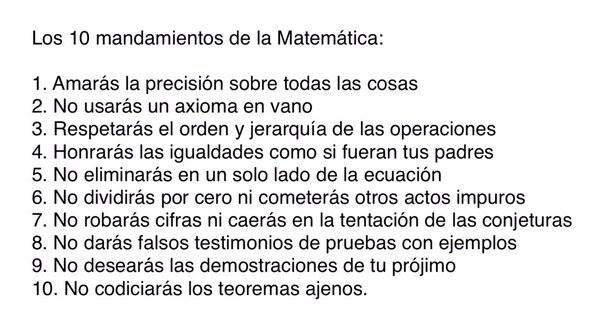 Los 10 mandamientos de la Matemática:
1. Amarás la precisión sobre todas las cosas
2. No usarás un axioma en vano
3. Respetarás el orden y jerarquía de las operaciones
4. Honrarás las igualdades como si fueran tus padres
5. No eliminarás en un solo lado de la ecuación
6. No dividirás por cero ni cometerás otros actos impuros
7. No robarás cifras ni caerás en la tentación de las conjeturas
8. No darás falsos testimonios de pruebas con ejemplos
9. No desearás las demostraciones de tu prójimo
10. No codiciarás los teoremas ajenos.